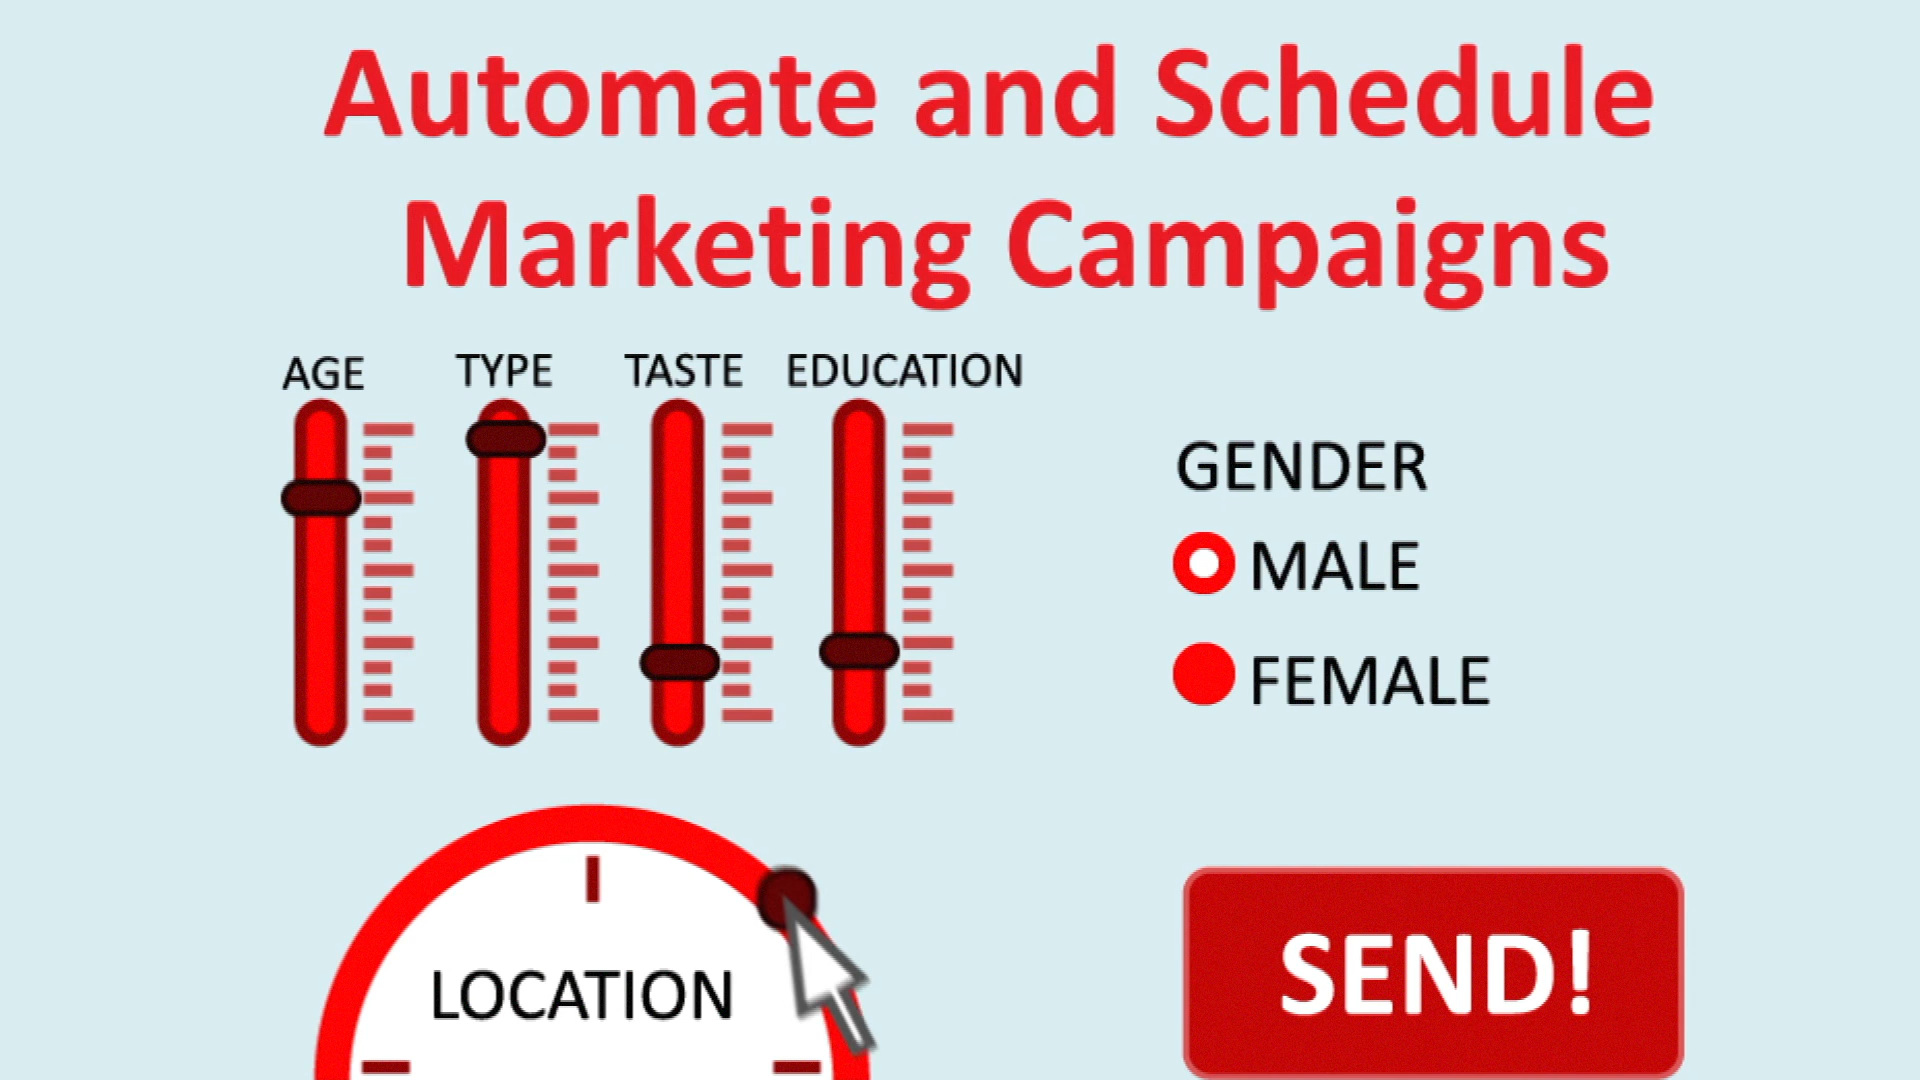 Automate and Schedule
Marketing Campaigns
AGE TYPE TASTE EDUCATION
GENDER
MALE
FEMALE
LOCATION
SEND!